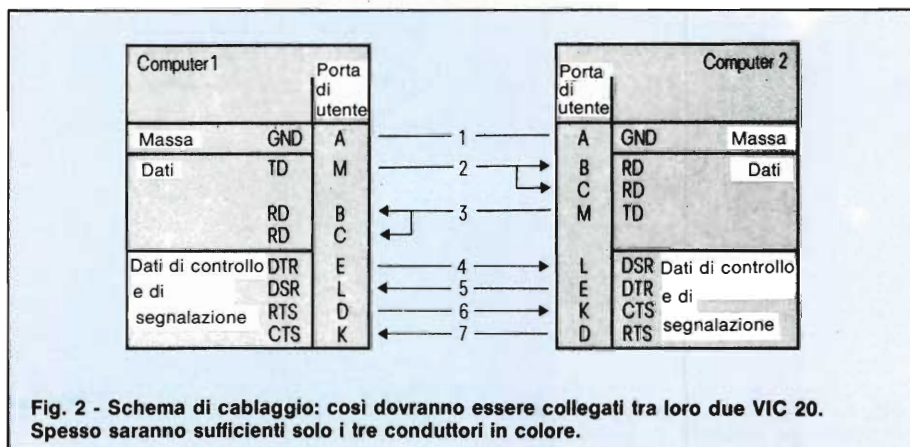 Computer 1
Porta
di
utente
Massa GND A
Dati TD M
RD B
RD C
Dati di controllo DTR E
e di DSR L
segnalazione RTS D
CTS K
1
2
3
4
5
6
7
Porta
di
utente
Computer 2
A GND Massa
B RD Dati
C RD
M TD
L DSR Dati di controllo
E DTR e di
K CTS segnalazione
D RTS
Fig. 2 - Schema di cablaggio: così dovranno essere collegati tra loro due VIC 20.
Spesso saranno sufficienti solo i tre conduttori in colore.